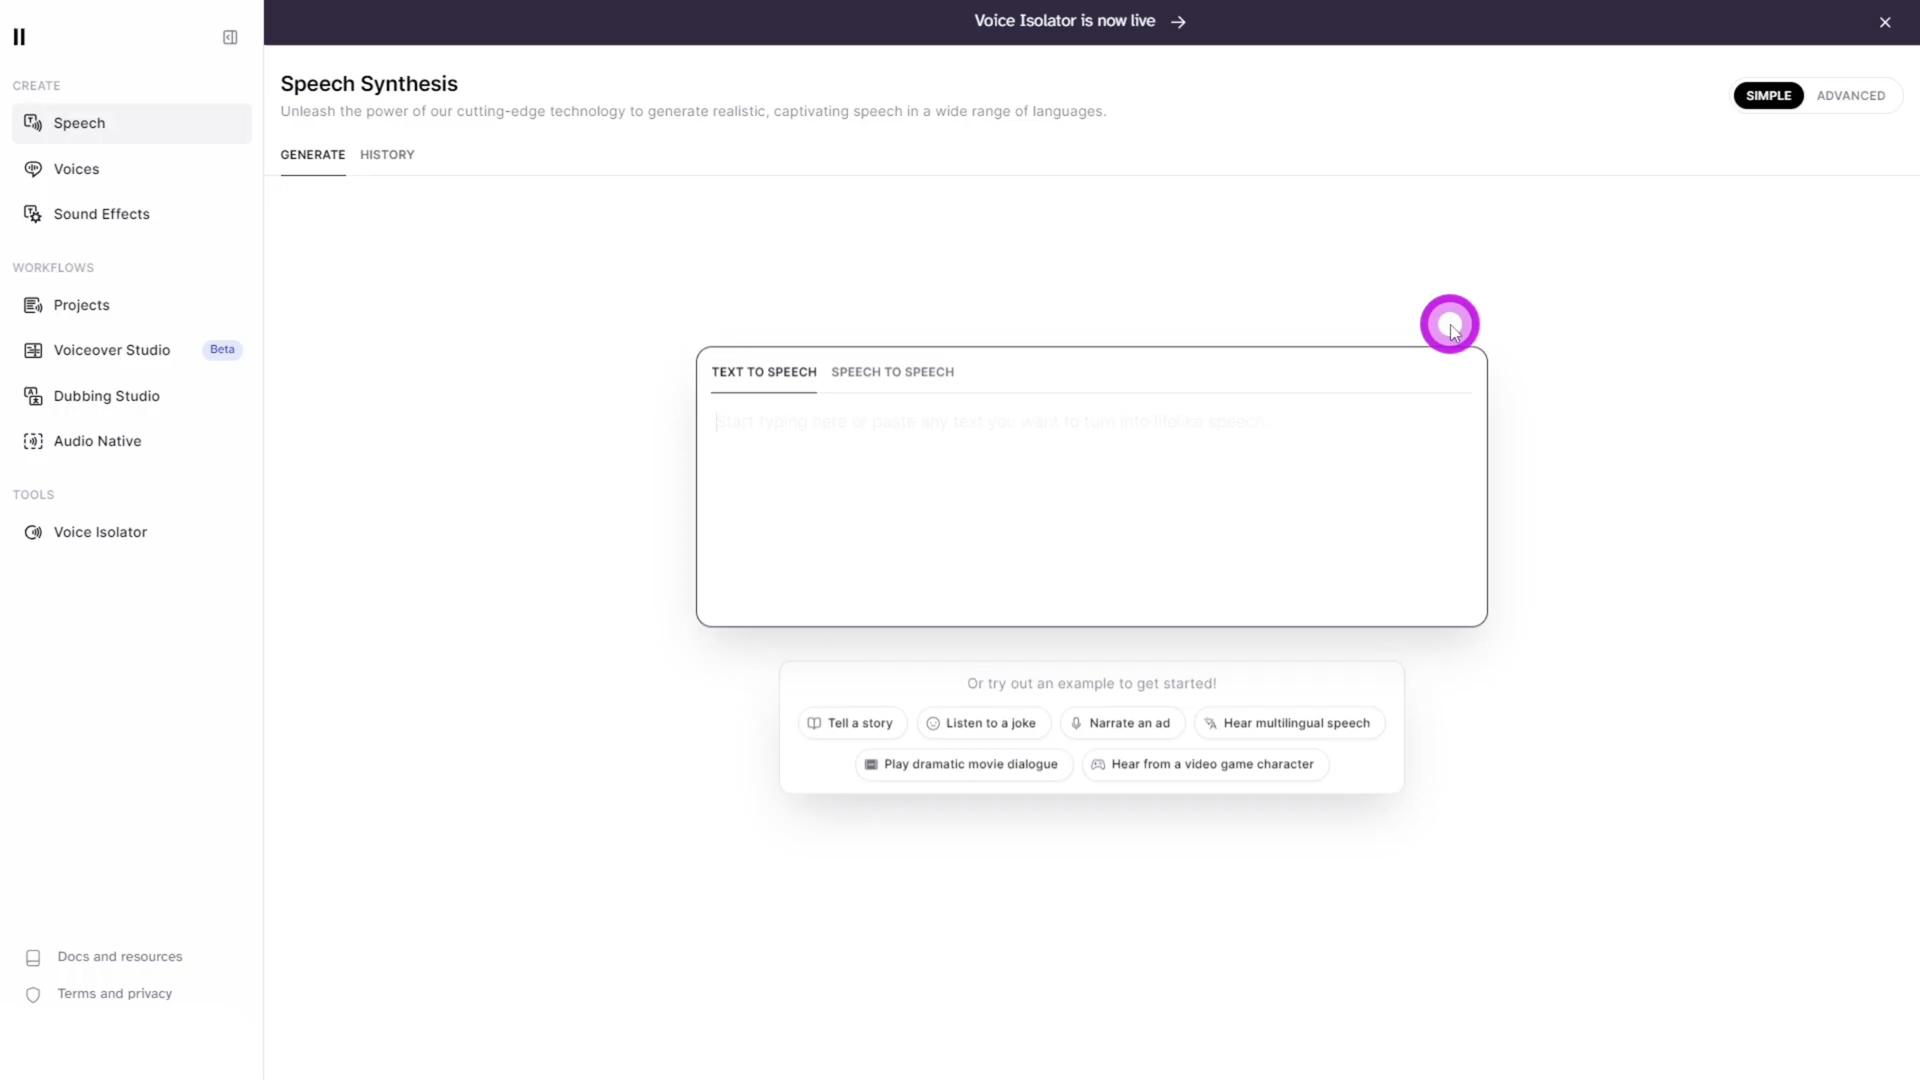 Voice Isolator is now live →
CREATE
Speech
Voices
Sound Effects
WORKFLOWS
Projects
Voiceover Studio Beta
Dubbing Studio
Audio Native
TOOLS
Voice Isolator
Docs and resources
Terms and privacy
Speech Synthesis
Unleash the power of our cutting-edge technology to generate realistic, captivating speech in a wide range of languages.
SIMPLE ADVANCED
GENERATE HISTORY
TEXT TO SPEECH SPEECH TO SPEECH
Start typing here or paste any text you want to turn into lifelike speech...
Or try out an example to get started!
Tell a story Listen to a joke Narrate an ad Hear multilingual speech
Play dramatic movie dialogue Hear from a video game character